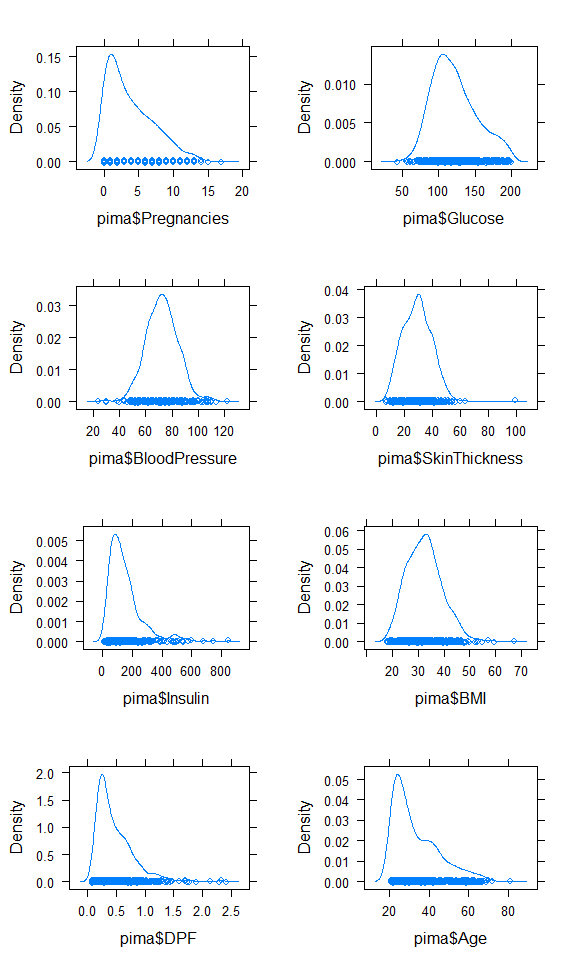 Density
0.15
0.10
0.05
0.00
0 5 10 15 20
pima$Pregnancies
Density
0.010
0.005
0.000
50 100 150 200
pima$Glucose
Density
0.03
0.02
0.01
0.00
20 40 60 80 100 120
pima$BloodPressure
Density
0.04
0.03
0.02
0.01
0.00
0 20 40 60 80 100
pima$SkinThickness
Density
0.005
0.004
0.003
0.002
0.001
0.000
0 200 400 600 800
pima$Insulin
Density
0.06
0.05
0.04
0.03
0.02
0.01
0.00
20 30 40 50 60 70
pima$BMI
Density
2.0
1.5
1.0
0.5
0.0
0.0 0.5 1.0 1.5 2.0 2.5
pima$DPF
Density
0.05
0.04
0.03
0.02
0.01
0.00
20 40 60 80
pima$Age